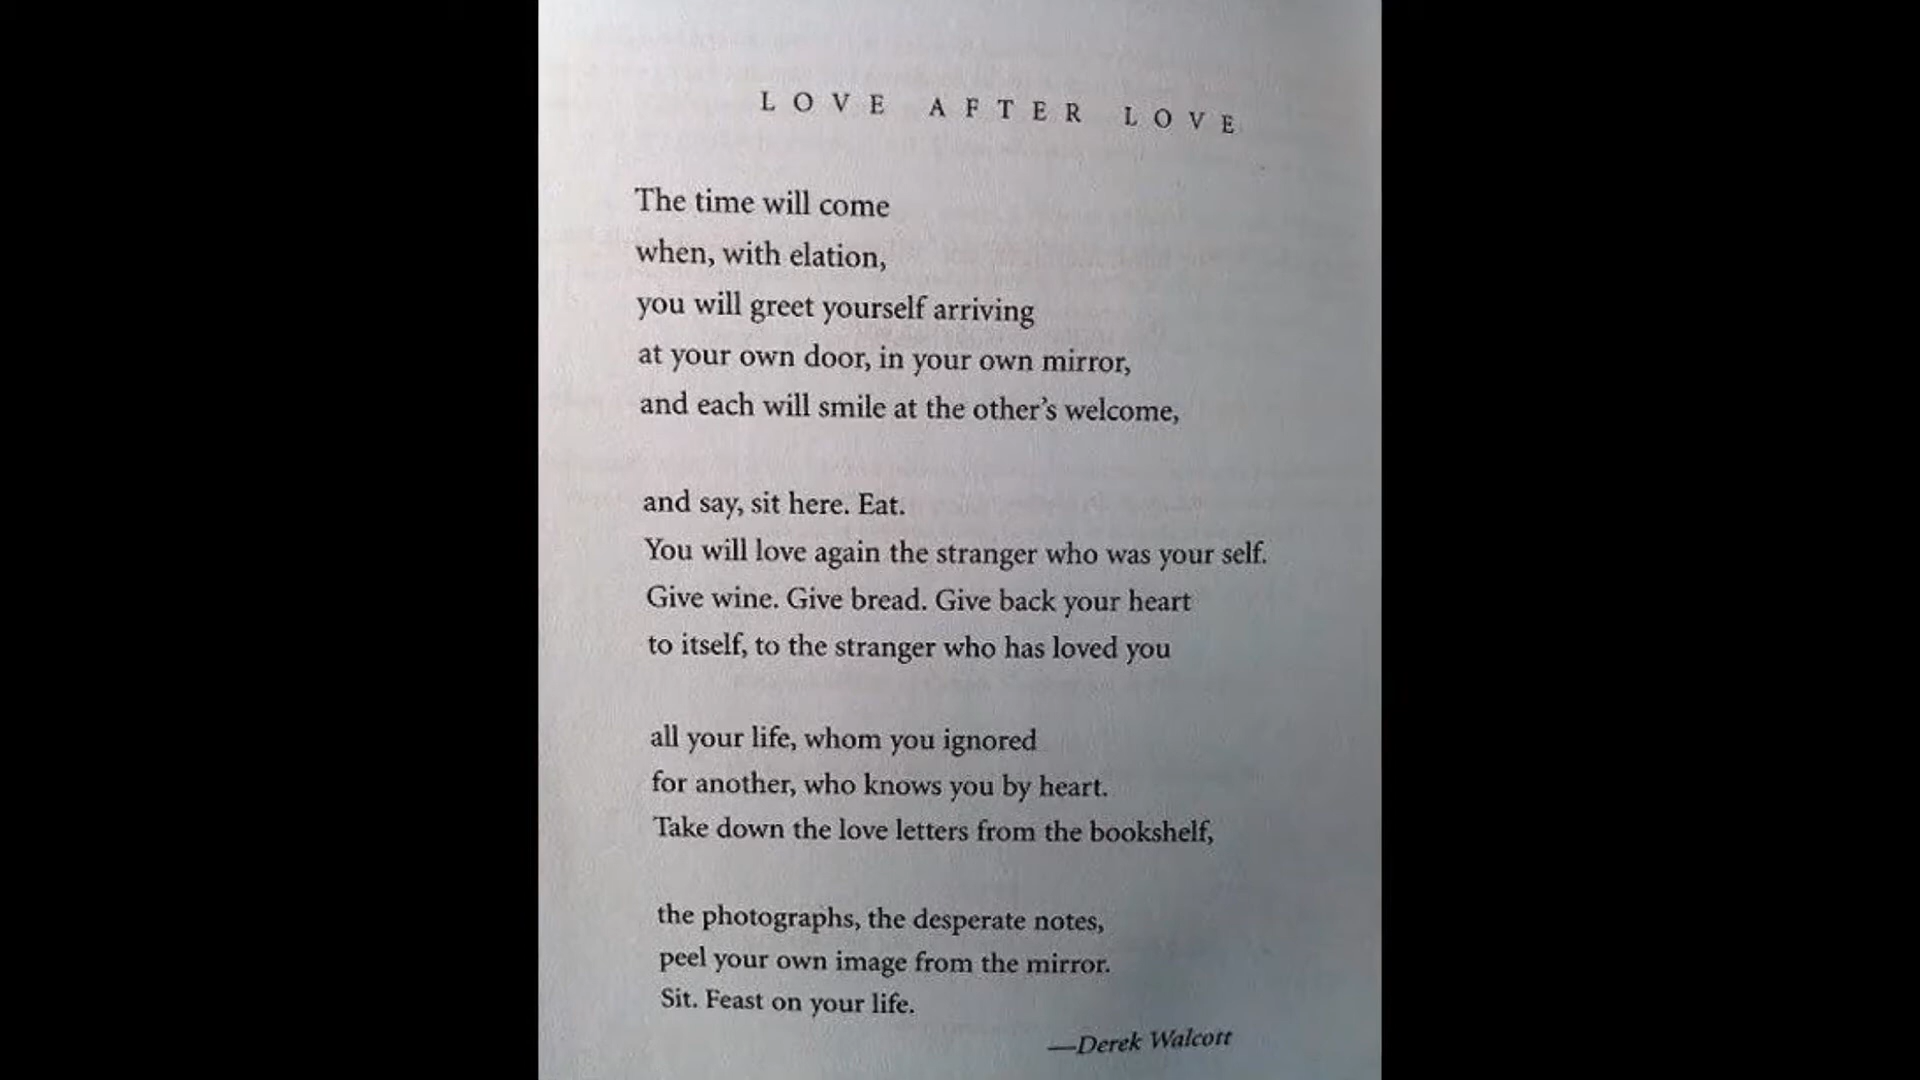 LOVE AFTER LOVE
The time will come
when, with elation,
you will greet yourself arriving
at your own door, in your own mirror,
and each will smile at the other's welcome,
and say, sit here. Eat.
You will love again the stranger who was your self.
Give wine. Give bread. Give back your heart
to itself, to the stranger who has loved you
all your life, whom you ignored
for another, who knows you by heart.
Take down the love letters from the bookshelf,
the photographs, the desperate notes,
peel your own image from the mirror.
Sit. Feast on your life.
—Derek Walcott